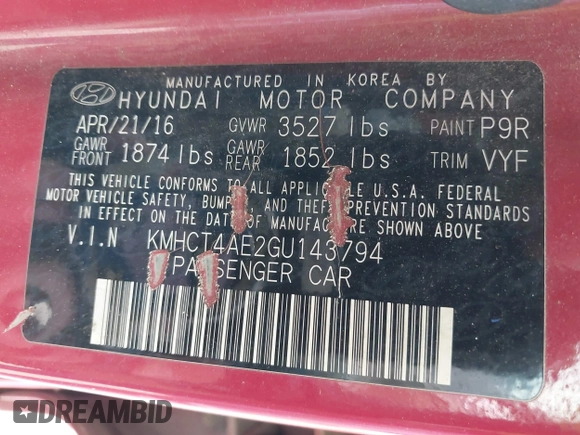 MANUFACTURED IN KOREA BY
HYUNDAI MOTOR COMPANY
APR/21/16 GVWR 3527 lbs PAINT P9R
GAWR FRONT 1874 lbs GAWR/ REAR 1852 lbs TRIM VYF
THIS VEHICLE CONFORMS TO ALL APPLICABLE U.S.A. FEDERAL
MOTOR VEHICLE SAFETY, BUMPER, AND THEFT PREVENTION STANDARDS
IN EFFECT ON THE DATE OF MANUFACTURE SHOWN ABOVE.
V.I.N KMHCT4AE2GU143794
PASSENGER CAR
DREAMBID